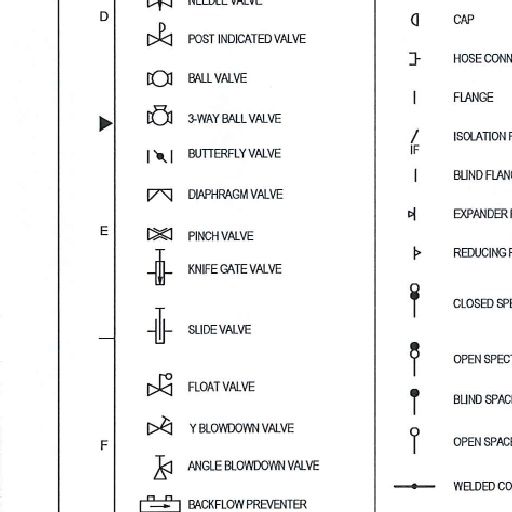 D
NEEDLE VALVE
POST INDICATED VALVE
BALL VALVE
3-WAY BALL VALVE
BUTTERFLY VALVE
DIAPHRAGM VALVE
E
PINCH VALVE
KNIFE GATE VALVE
SLIDE VALVE
FLOAT VALVE
Y BLOWDOWN VALVE
F
ANGLE BLOWDOWN VALVE
BACKFLOW PREVENTER
CAP
HOSE CONN
FLANGE
IF
ISOLATION F
BLIND FLAN
EXPANDER
REDUCING
CLOSED SPE
OPEN SPECT
BLIND SPAC
OPEN SPACE
WELDED CO